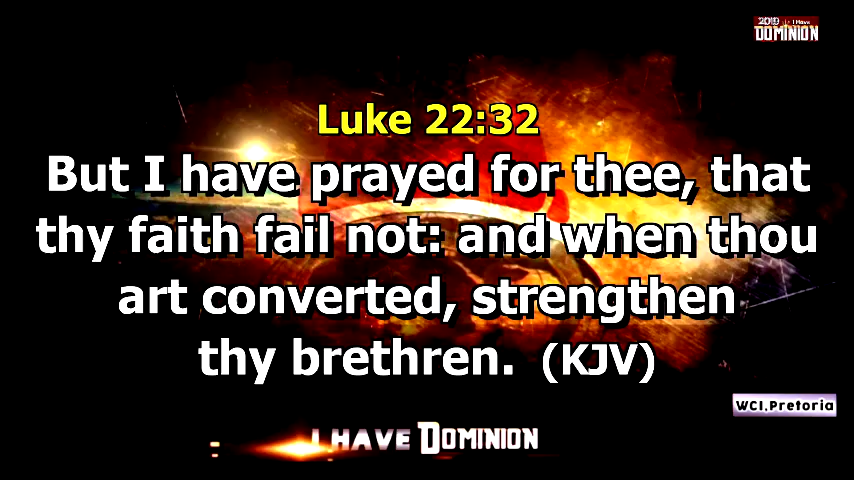 2019 I Have
DOMINION
Luke 22:32
But I have prayed for thee, that
thy faith fail not: and when thou
art converted, strengthen
thy brethren. (KJV)
WCI.Pretoria
I HAVE DOMINION